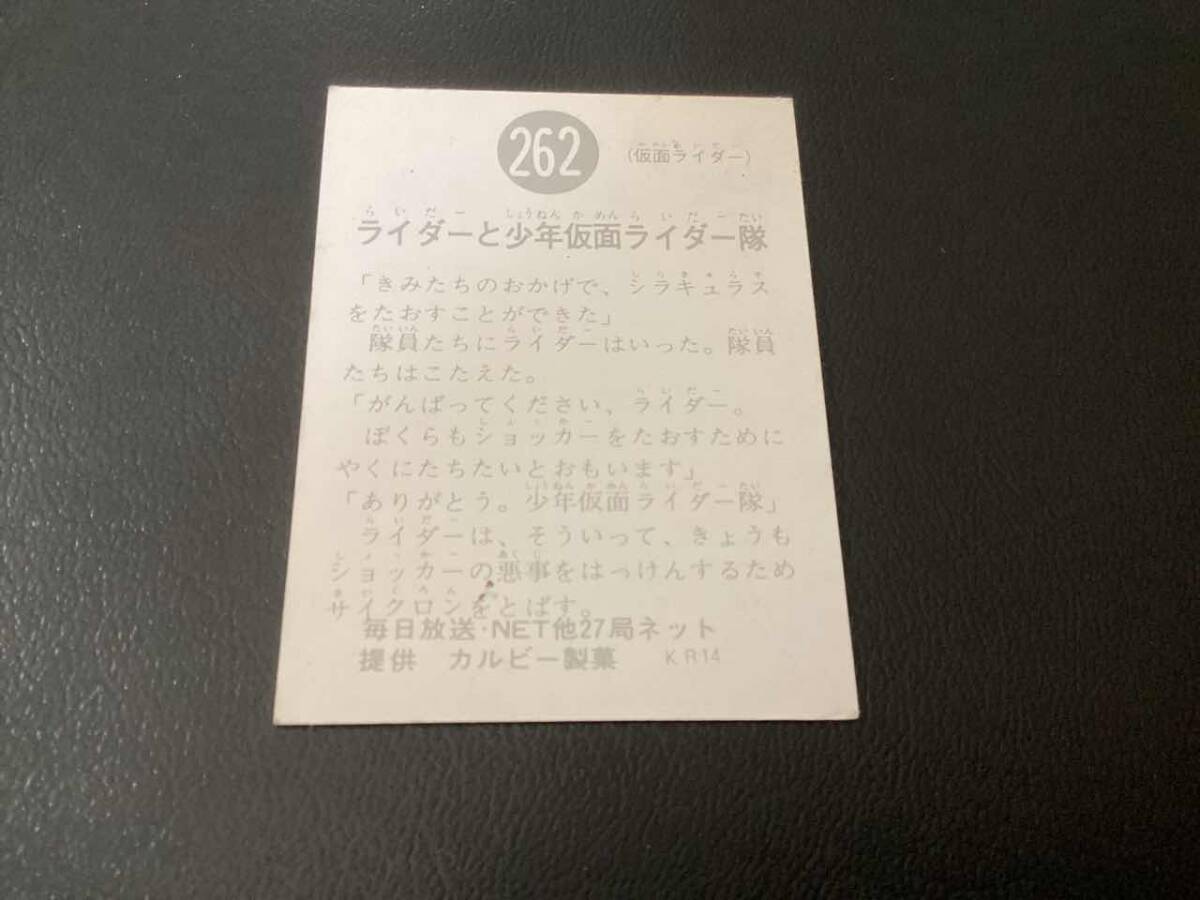 262
(仮面ライダー)
ライダーと少年仮面ライダー隊
「きみたちのおかげで、シラキュラス
をたおすことができた」
隊員たちにライダーはいった。隊員
たちはこたえた。
「がんばってください、ライダー。
ぼくらもショッカーをたおすために
やくにたちたいとおもいます」
「ありがとう。少年仮面ライダー隊」
ライダーは、そういって、きょうも
ショッカーの悪事をはっけんするため
サイクロンをとばす。
毎日放送・NET他27局ネット
提供 カルビー製菓 KR14